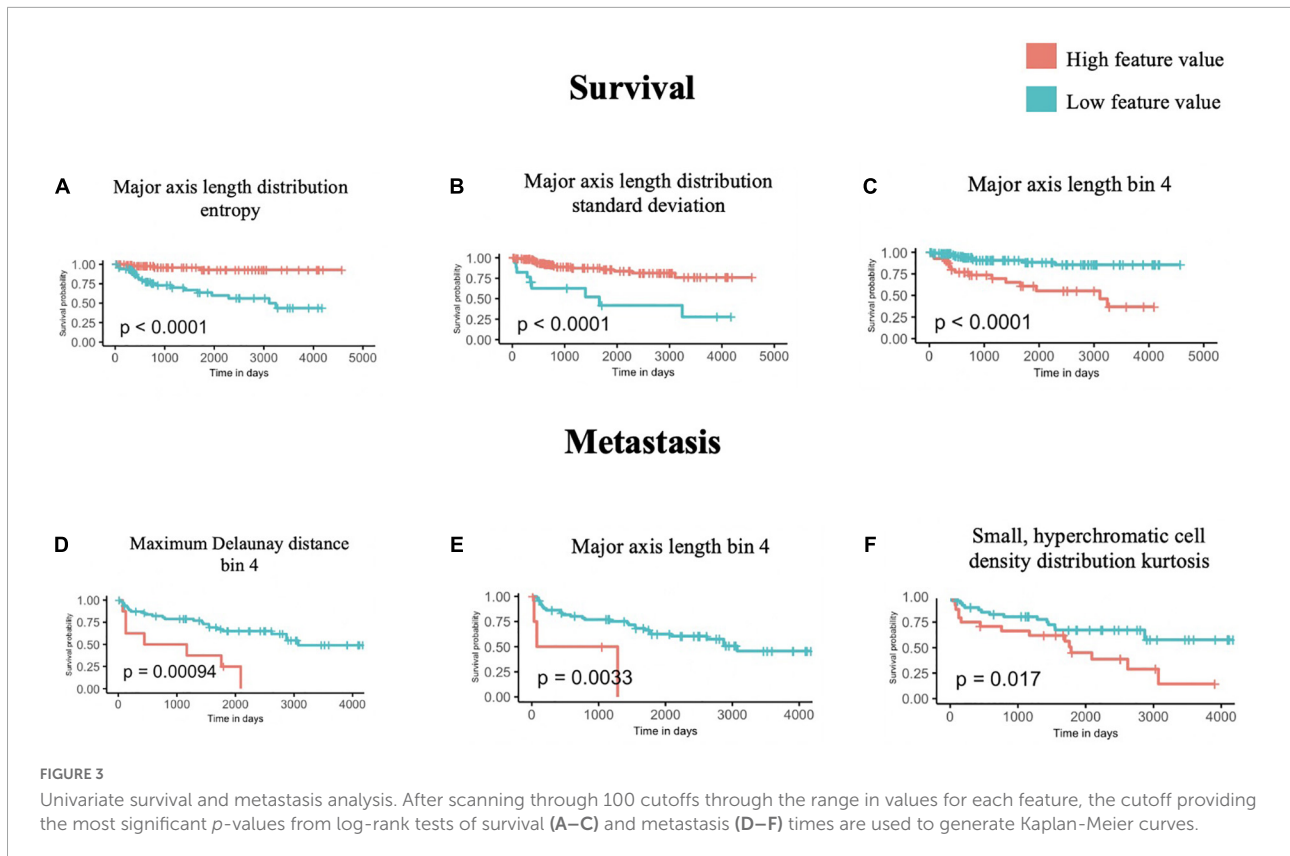 High feature value
Survival
Low feature value
A
Major axis length distribution
entropy
1.00
0.75
0.50
0.25
0.00
Survival probability
p < 0.0001
0 1000 2000 3000 4000 5000
Time in days
B
Major axis length distribution
standard deviation
1.00
0.75
0.50
0.25
0.00
Survival probability
p < 0.0001
0 1000 2000 3000 4000 5000
Time in days
C
Major axis length bin 4
1.00
0.75
0.50
0.25
0.00
Survival probability
p < 0.0001
0 1000 2000 3000 4000 5000
Time in days
Metastasis
D
Maximum Delaunay distance
bin 4
1.00
0.75
0.50
0.25
0.00
Survival probability
p = 0.00094
0 1000 2000 3000 4000
Time in days
E
Major axis length bin 4
1.00
0.75
0.50
0.25
0.00
Survival probability
p = 0.0033
0 1000 2000 3000 4000
Time in days
F
Small, hyperchromatic cell
density distribution kurtosis
1.00
0.75
0.50
0.25
0.00
Survival probability
p = 0.017
0 1000 2000 3000 4000
Time in days
FIGURE 3
Univariate survival and metastasis analysis. After scanning through 100 cutoffs through the range in values for each feature, the cutoff providing
the most significant p-values from log-rank tests of survival (A–C) and metastasis (D–F) times are used to generate Kaplan-Meier curves.